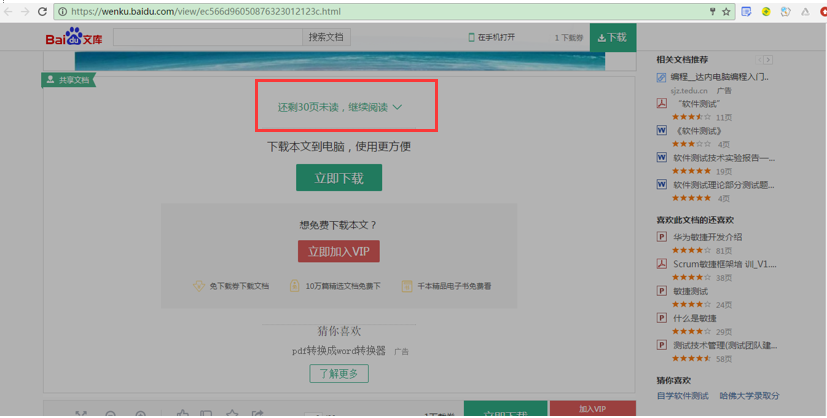 https://wenku.baidu.com/view/ec566d96050876323012123c.html
Baidu文库
搜索文档
在手机打开
1下载券
下载
共享文档
还剩30页未读，继续阅读
下载本文到电脑，使用更方便
立即下载
想免费下载本文？
立即加入VIP
免下载券下载文档
10万篇精选文档免费下
千本精品电子书免费看
猜你喜欢
pdf转换成word转换器 广告
了解更多
1下载券
立即下载
加入VIP
相关文档推荐
编程__达内电脑编程入门..
sjz.tedu.cn 广告
“软件测试”
11页
《软件测试》
4页
软件测试技术实验报告—...
19页
软件测试理论部分测试题...
4页
喜欢此文档的还喜欢
华为敏捷开发介绍
81页
Scrum敏捷框架培 训_V1....
38页
敏捷测试
24页
什么是敏捷
29页
测试技术管理(测试团队建...
58页
猜你喜欢
自学软件测试 哈佛大学录取分